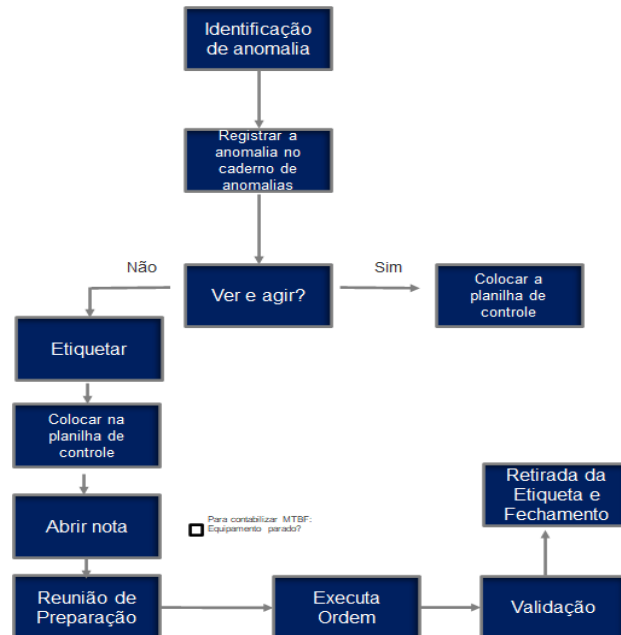 Identificação
de anomalia
Registrar a
anomalia no
caderno de
anomalias
Não
Sim
Ver e agir?
Colocar a
planilha de
controle
Etiquetar
Colocar na
planilha de
controle
Retirada da
Etiqueta e
Fechamento
Abrir nota
Para contabilizar MTBF:
Equipamento parado?
Reunião de
Preparação
Executa
Ordem
Validação